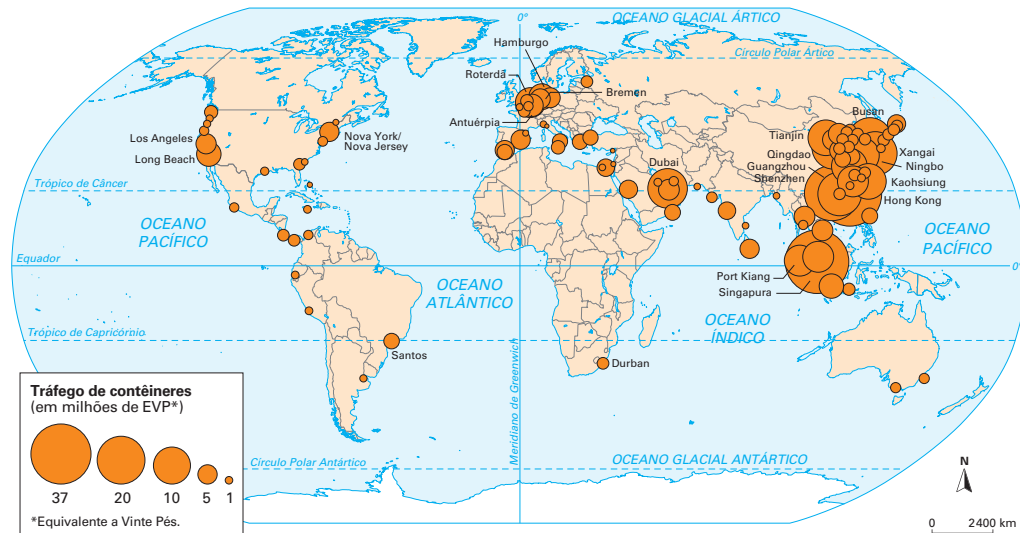 OCEANO GLACIAL ÁRTICO
0°
Círculo Polar Ártico
Hamburgo
Roterdã
Bremen
Antuérpia
Los Angeles
Long Beach
Nova York/
Nova Jersey
Dubai
Busen
Tianjin
Qingdao
Guangzhou
Shenzhen
Xangai
Ningbo
Kaohsiung
Hong Kong
Trópico de Câncer
OCEANO
PACÍFICO
OCEANO
PACÍFICO
Equador
0°
OCEANO
ATLÂNTICO
Port Kiang
Singapura
OCEANO
ÍNDICO
Trópico de Capricórnio
Santos
Durban
Meridiano de Greenwich
Tráfego de contêineres
(em milhões de EVP*)
37 20 10 5 1
*Equivalente a Vinte Pés.
Círculo Polar Antártico
OCEANO GLACIAL ANTÁRTICO
N
0 2400 km